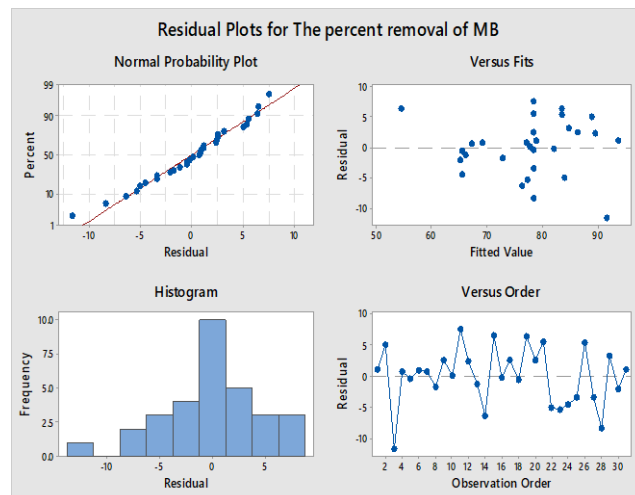 Residual Plots for The percent removal of MB
Normal Probability Plot
99
90
50
10
1
Percent
-10
-5
0
5
10
Residual
Versus Fits
10
5
0
-5
-10
Residual
50
60
70
80
90
Fitted Value
Histogram
10.0
7.5
5.0
2.5
0.0
Frequency
-10
-5
0
5
Residual
Versus Order
10
5
0
-5
-10
Residual
2 4 6 8 10 12 14 16 18 20 22 24 26 28 30
Observation Order